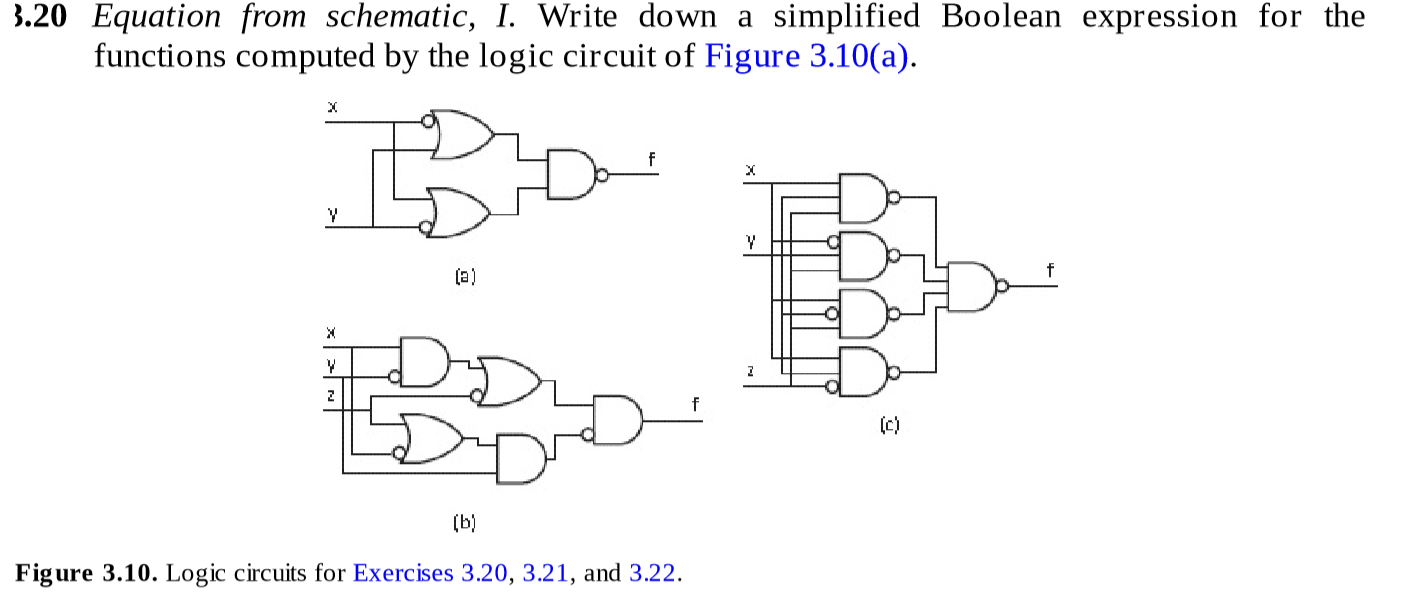 3.20 Equation from schematic, I. Write down a simplified Boolean expression for the
functions computed by the logic circuit of Figure 3.10(a).
x
f
y
(a)
x
y
z
f
(c)
x
y
z
f
(b)
Figure 3.10. Logic circuits for Exercises 3.20, 3.21, and 3.22.